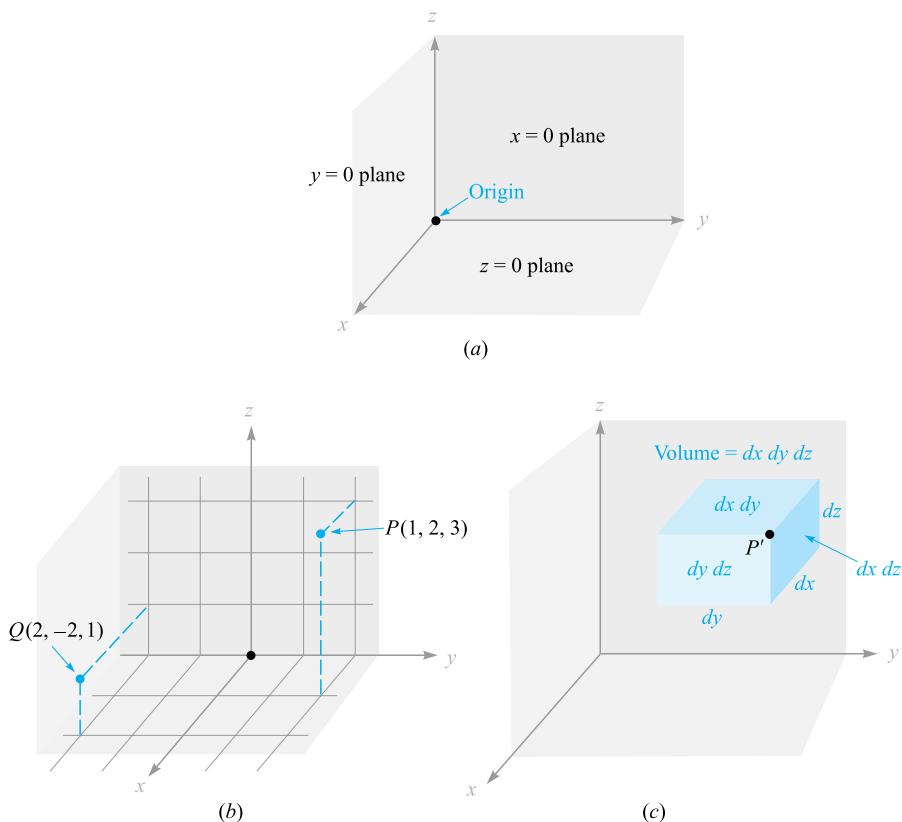 z
x = 0 plane
y = 0 plane
Origin
y
z = 0 plane
x
(a)
z
P(1, 2, 3)
Q(2, −2, 1)
y
x
(b)
z
Volume = dx dy dz
dx dy
dz
P′
dy dz
dx
dx dz
dy
y
x
(c)